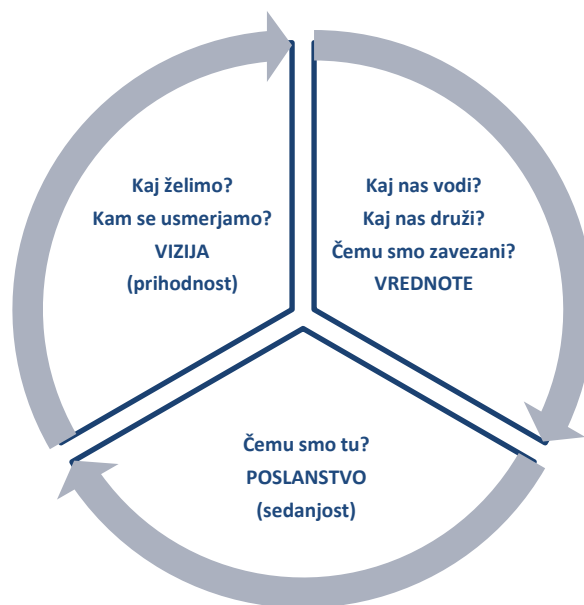 Kaj želimo?
Kam se usmerjamo?
VIZIJA
(prihodnost)
Kaj nas vodi?
Kaj nas druži?
Čemu smo zavezani?
VREDNOTE
Čemu smo tu?
POSLANSTVO
(sedanjost)